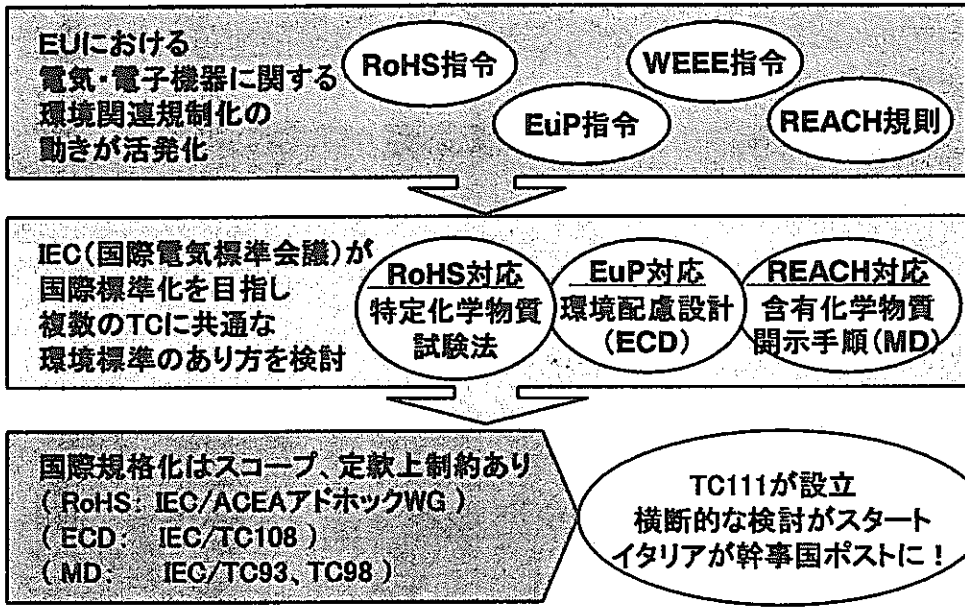 EUにおける
電気・電子機器に関する
環境関連規制化の
動きが活発化
RoHS指令
WEEE指令
EuP指令
REACH規則
IEC(国際電気標準会議)が
国際標準化を目指し
複数のTCに共通な
環境標準のあり方を検討
RoHS対応
特定化学物質
試験法
EuP対応
環境配慮設計
(ECD)
REACH対応
含有化学物質
開示手順(MD)
国際規格化はスコープ、定款上制約あり
( RoHS: IEC/ACEAアドホックWG )
( ECD: IEC/TC108 )
( MD: IEC/TC93、TC98 )
TC111が設立
横断的な検討がスタート
イタリアが幹事国ポストに!